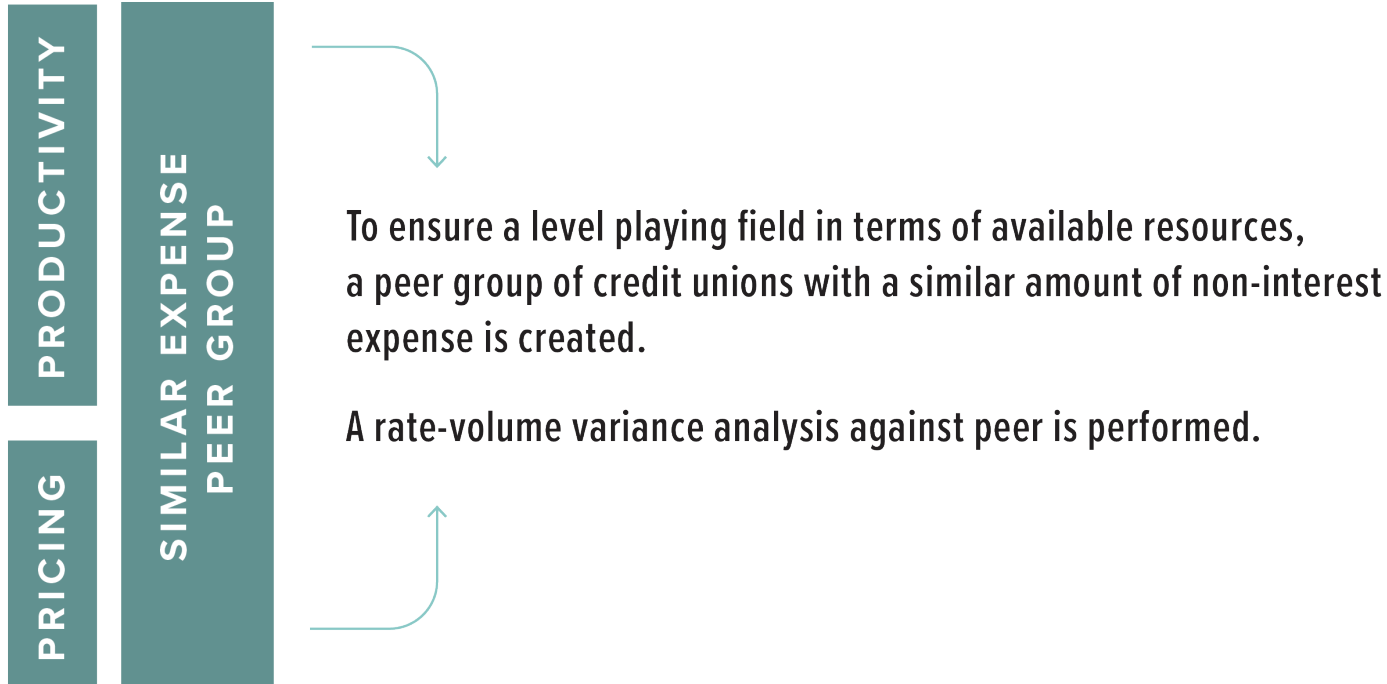 PRODUCTIVITY
PRICING
SIMILAR EXPENSE
PEER GROUP
To ensure a level playing field in terms of available resources,
a peer group of credit unions with a similar amount of non-interest
expense is created.
A rate-volume variance analysis against peer is performed.